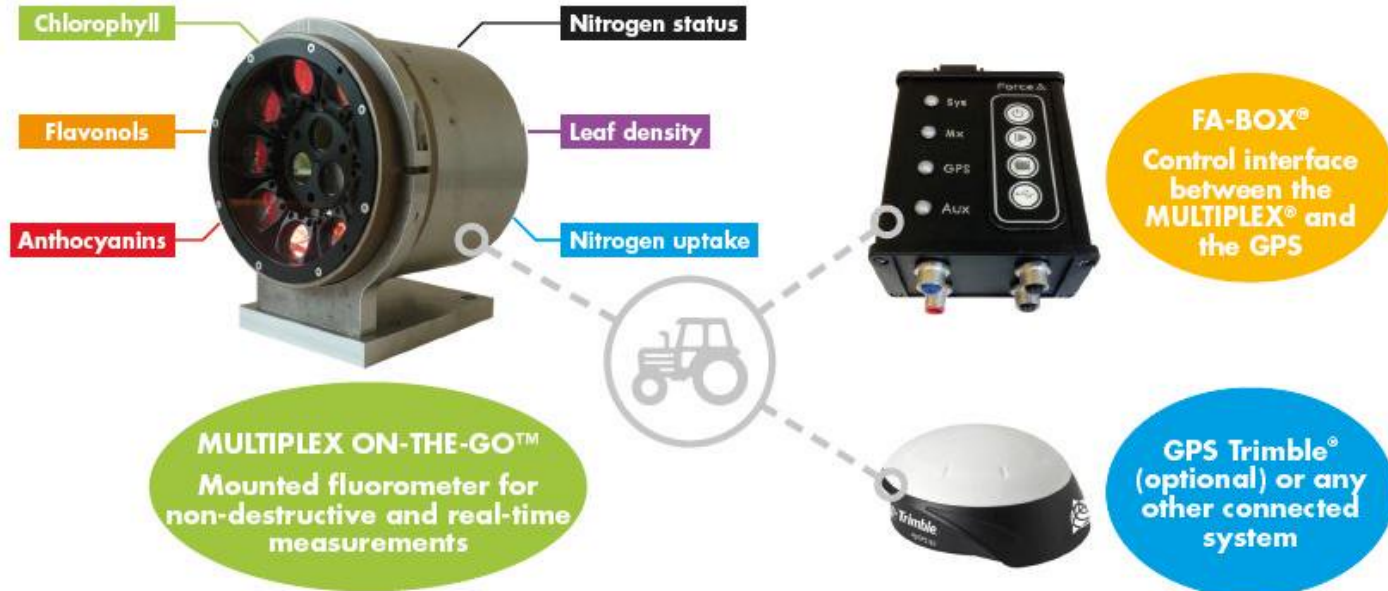 Chlorophyll
Nitrogen status
Flavonols
Leaf density
Anthocyanins
Nitrogen uptake
Force A
Sys
Mx
GPS
Aux
FA-BOX®
Control interface
between the
MULTIPLEX® and
the GPS
MULTIPLEX ON-THE-GO™
Mounted fluorometer for
non-destructive and real-time
measurements
Trimble
GPS Trimble®
(optional) or any
other connected
system